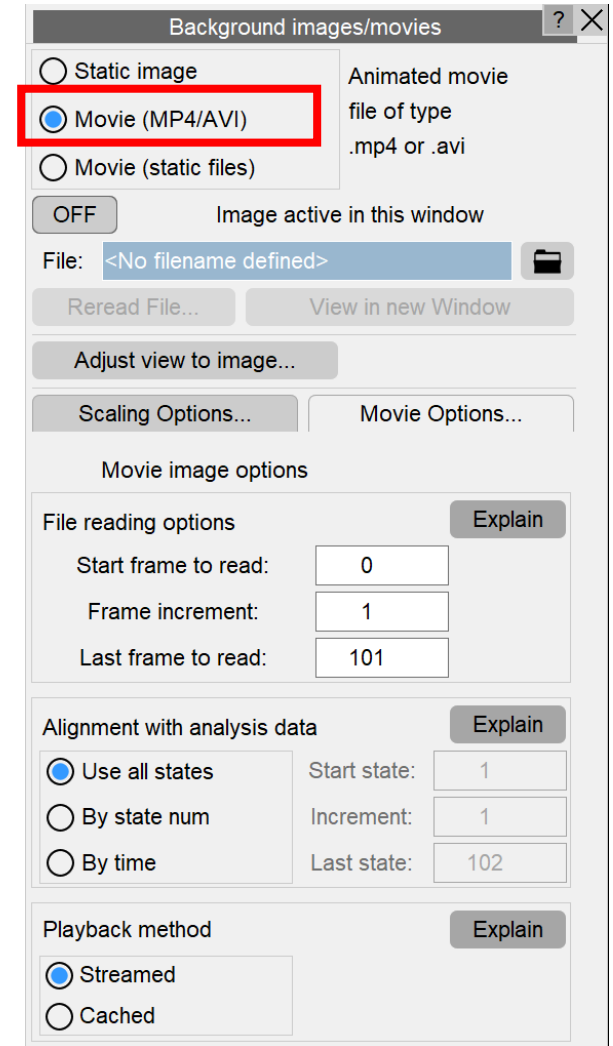 Background images/movies
? X
Static image
Animated movie
Movie (MP4/AVI)
file of type
.mp4 or .avi
Movie (static files)
OFF Image active in this window
File: <No filename defined>
Reread File... View in new Window
Adjust view to image...
Scaling Options... Movie Options...
Movie image options
File reading options Explain
Start frame to read: 0
Frame increment: 1
Last frame to read: 101
Alignment with analysis data Explain
Use all states Start state: 1
By state num Increment: 1
By time Last state: 102
Playback method Explain
Streamed
Cached